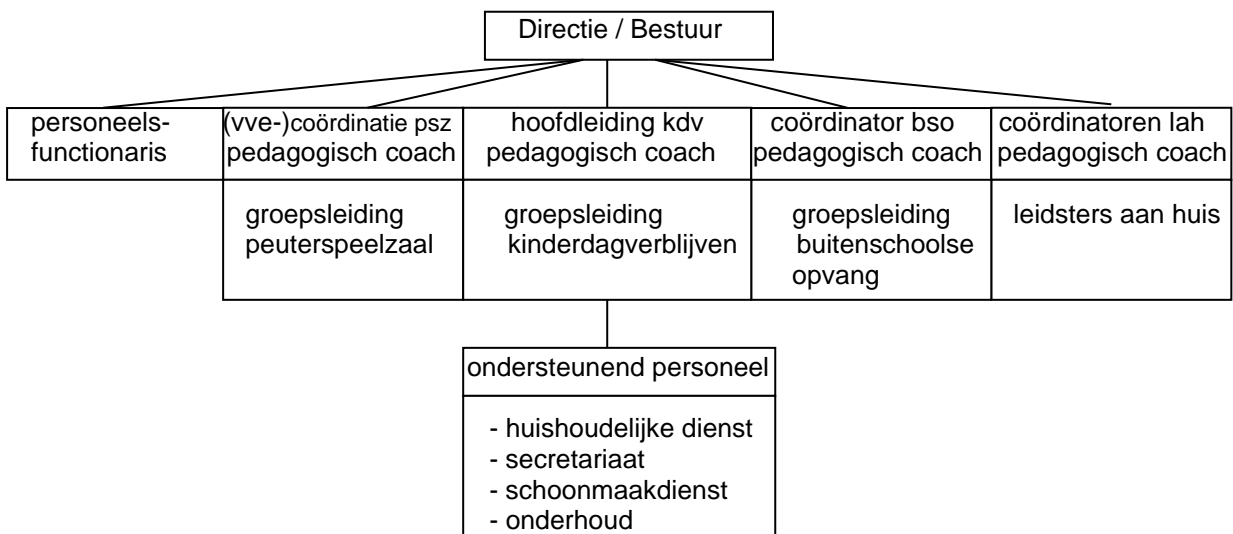 Directie / Bestuur
personeels-
functionaris
(vve-)coördinatie psz
pedagogisch coach
hoofdleiding kdv
pedagogisch coach
coördinator bso
pedagogisch coach
coördinatoren lah
pedagogisch coach
groepsleiding
peuterspeelzaal
groepsleiding
kinderdagverblijven
groepsleiding
buitenschoolse
opvang
leidsters aan huis
ondersteunend personeel
- huishoudelijke dienst
- secretariaat
- schoonmaakdienst
- onderhoud